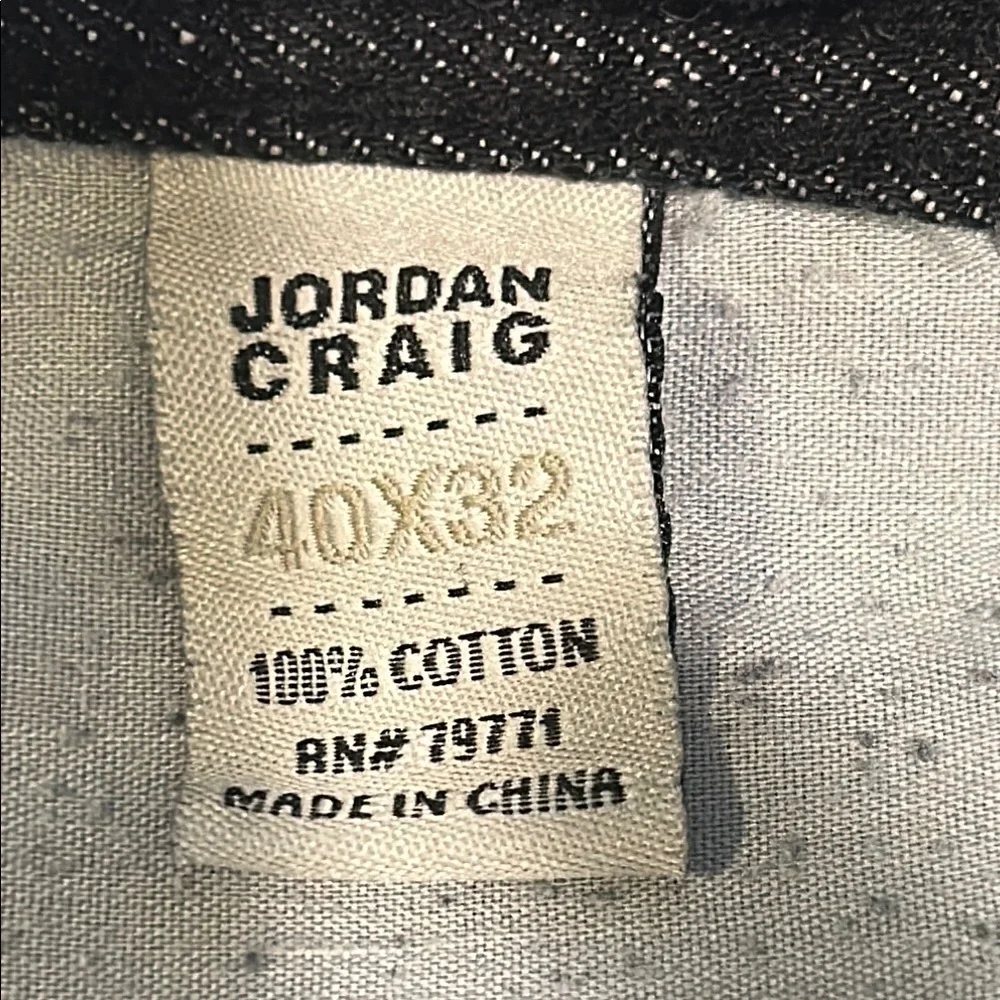 JORDAN
CRAIG
-------
40X32
-------
100% COTTON
RN# 79771
MADE IN CHINA